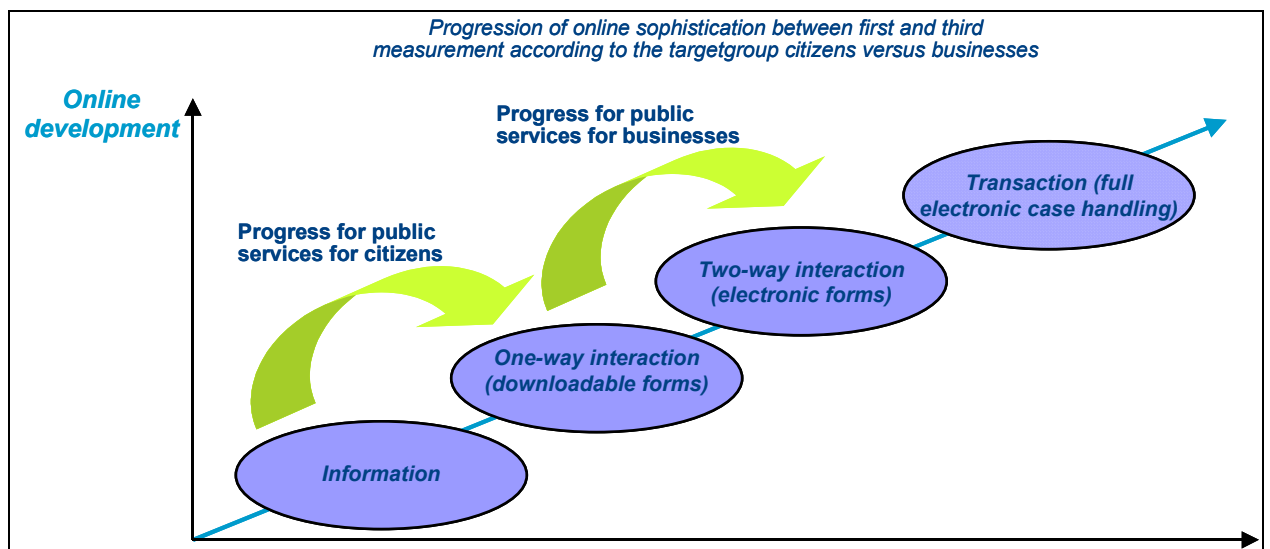 Progression of online sophistication between first and third
measurement according to the targetgroup citizens versus businesses
Online
development
Progress for public
services for businesses
Transaction (full
electronic case handling)
Progress for public
services for citizens
Two-way interaction
(electronic forms)
One-way interaction
(downloadable forms)
Information